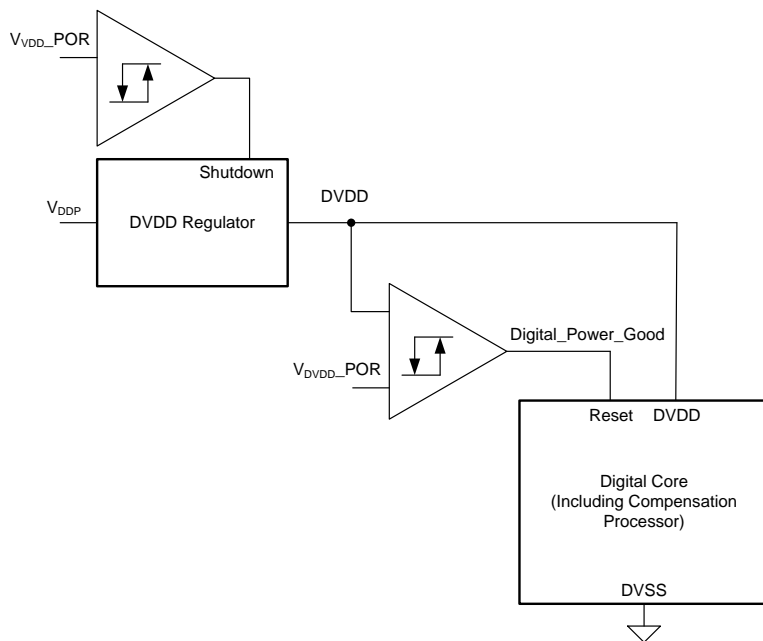 VVDD_POR
Shutdown
DVDD
VDDP
DVDD Regulator
Digital_Power_Good
VDVDD_POR
Reset DVDD
Digital Core
(Including Compensation
Processor)
DVSS